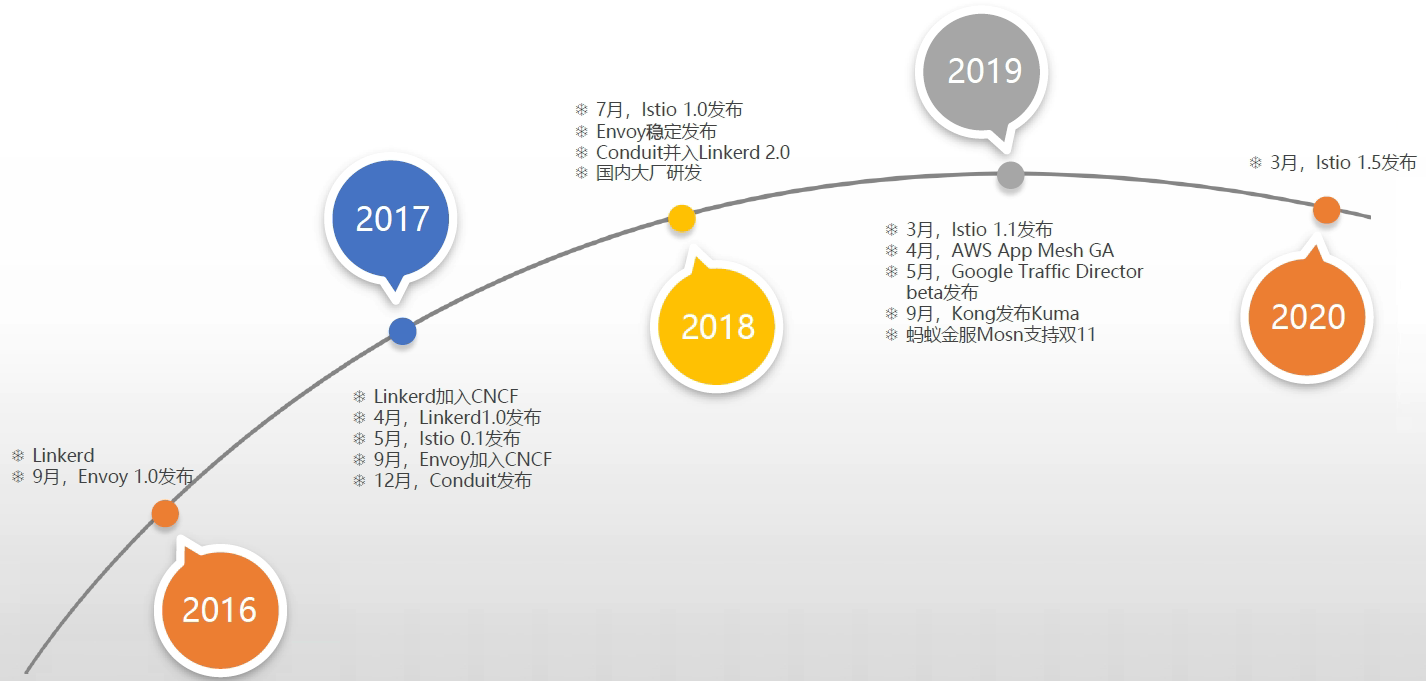 2016
Linkerd
9月，Envoy 1.0发布
2017
Linkerd加入CNCF
4月，Linkerd1.0发布
5月，Istio 0.1发布
9月，Envoy加入CNCF
12月，Conduit发布
2018
7月，Istio 1.0发布
Envoy稳定发布
Conduit并入Linkerd 2.0
国内大厂研发
2019
3月，Istio 1.1发布
4月，AWS App Mesh GA
5月，Google Traffic Director
beta发布
9月，Kong发布Kuma
蚂蚁金服Mosn支持双11
2020
3月，Istio 1.5发布